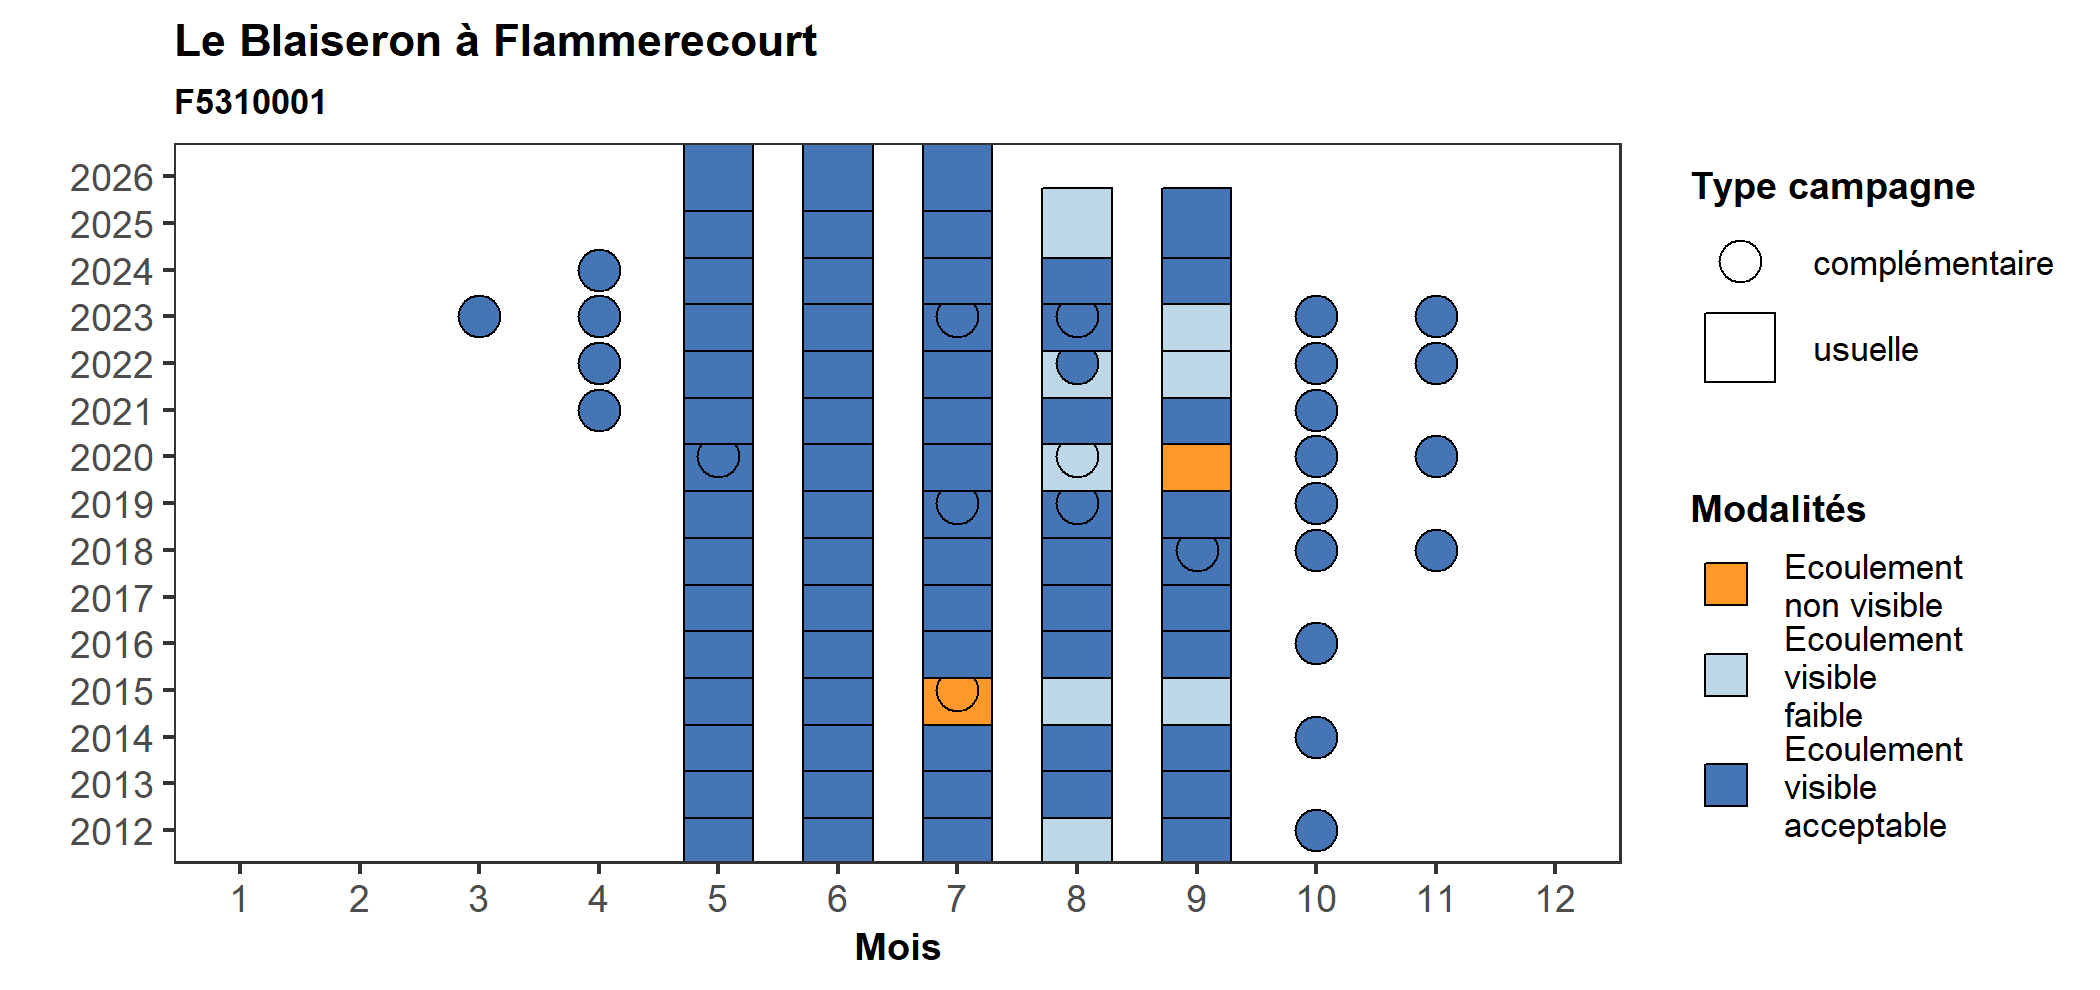 Le Blaiseron à Flammerecourt
F5310001
2026
2025
2024
2023
2022
2021
2020
2019
2018
2017
2016
2015
2014
2013
2012
1 2 3 4 5 6 7 8 9 10 11 12
Mois
Type campagne
complémentaire
usuelle
Modalités
Ecoulement
non visible
Ecoulement
visible
faible
Ecoulement
visible
acceptable